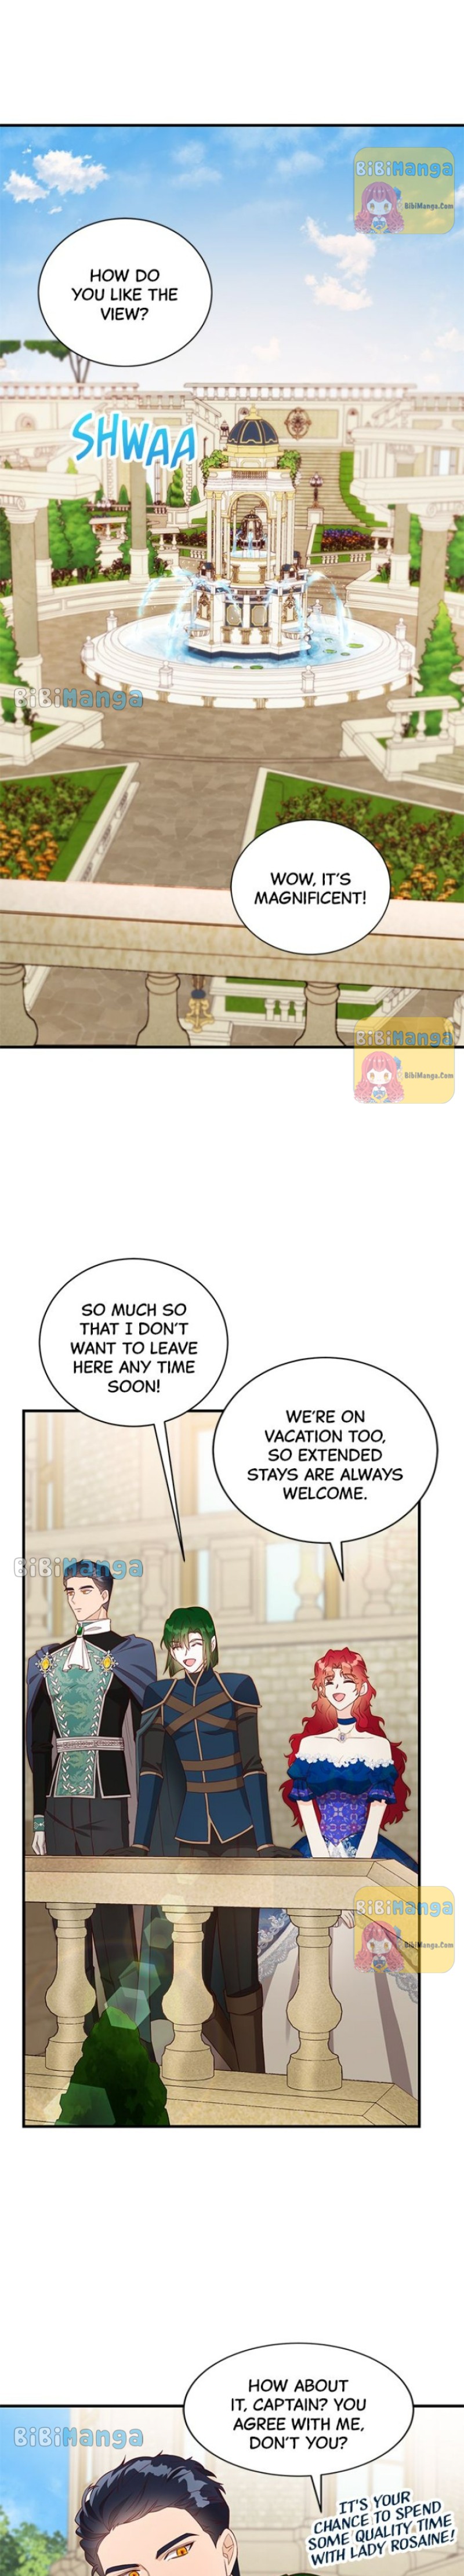 BiBiManga
BibiManga.Com
HOW DO
YOU LIKE THE
VIEW?
SHWAA
BiBiManga
WOW, IT'S
MAGNIFICENT!
BiBiManga
BibiManga.Com
SO MUCH SO
THAT I DON'T
WANT TO LEAVE
HERE ANY TIME
SOON!
WE'RE ON
VACATION TOO,
SO EXTENDED
STAYS ARE ALWAYS
WELCOME.
BiBiManga
BiBiManga
BibiManga.Com
HOW ABOUT
IT, CAPTAIN? YOU
AGREE WITH ME,
DON'T YOU?
BiBiManga
IT'S YOUR
CHANCE TO SPEND
SOME QUALITY TIME
WITH LADY ROSAINE!